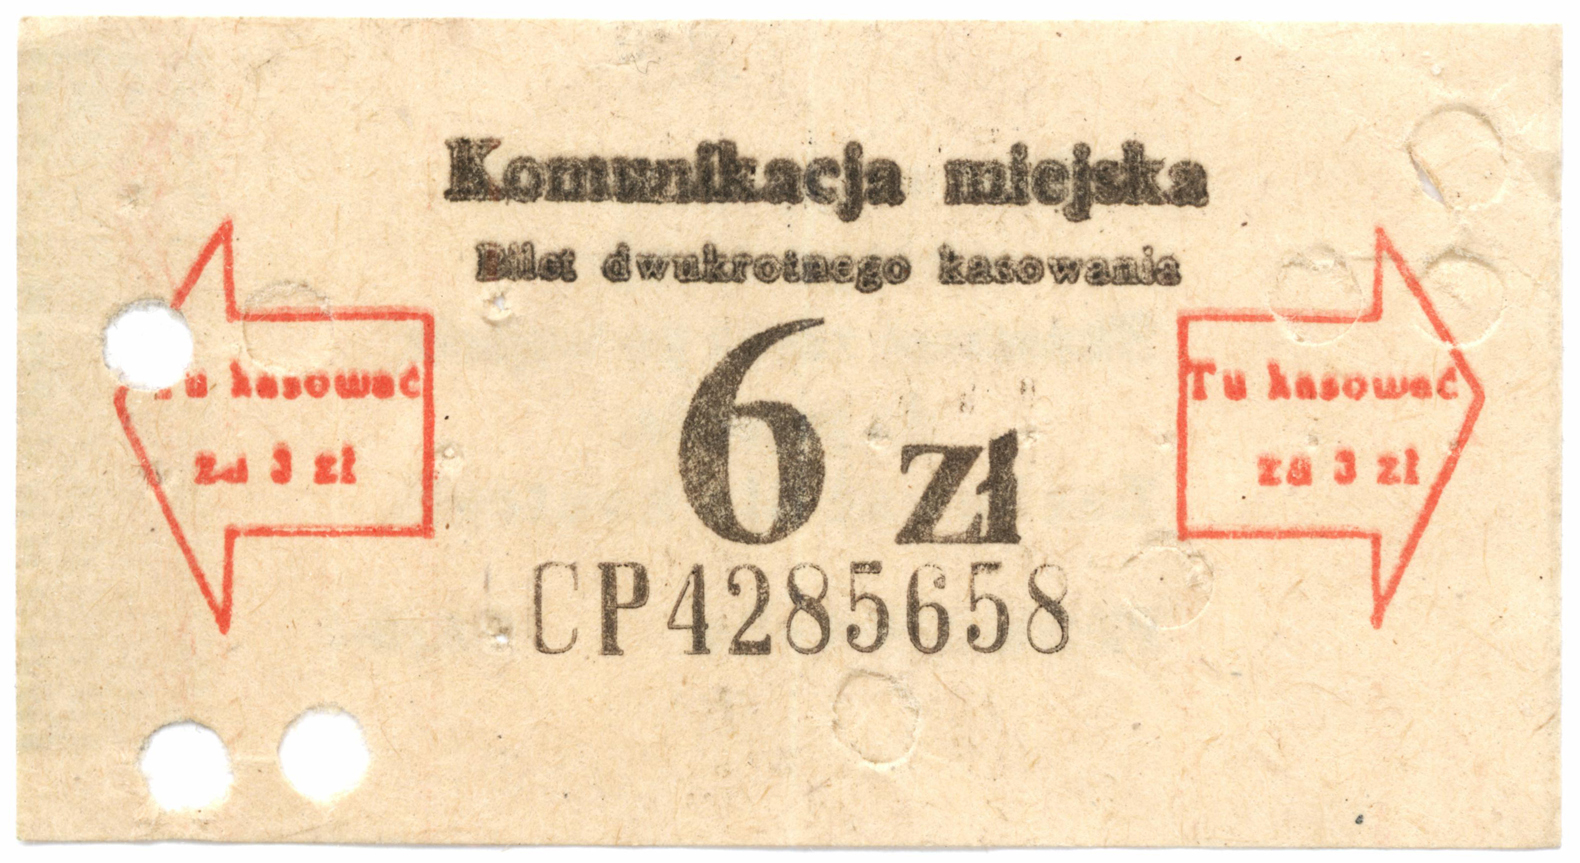 Komunikacja miejska
Bilet dwukrotnego kasowania
Tu kasować
za 3 zł
6 zł
Tu kasować
za 3 zł
CP4285658